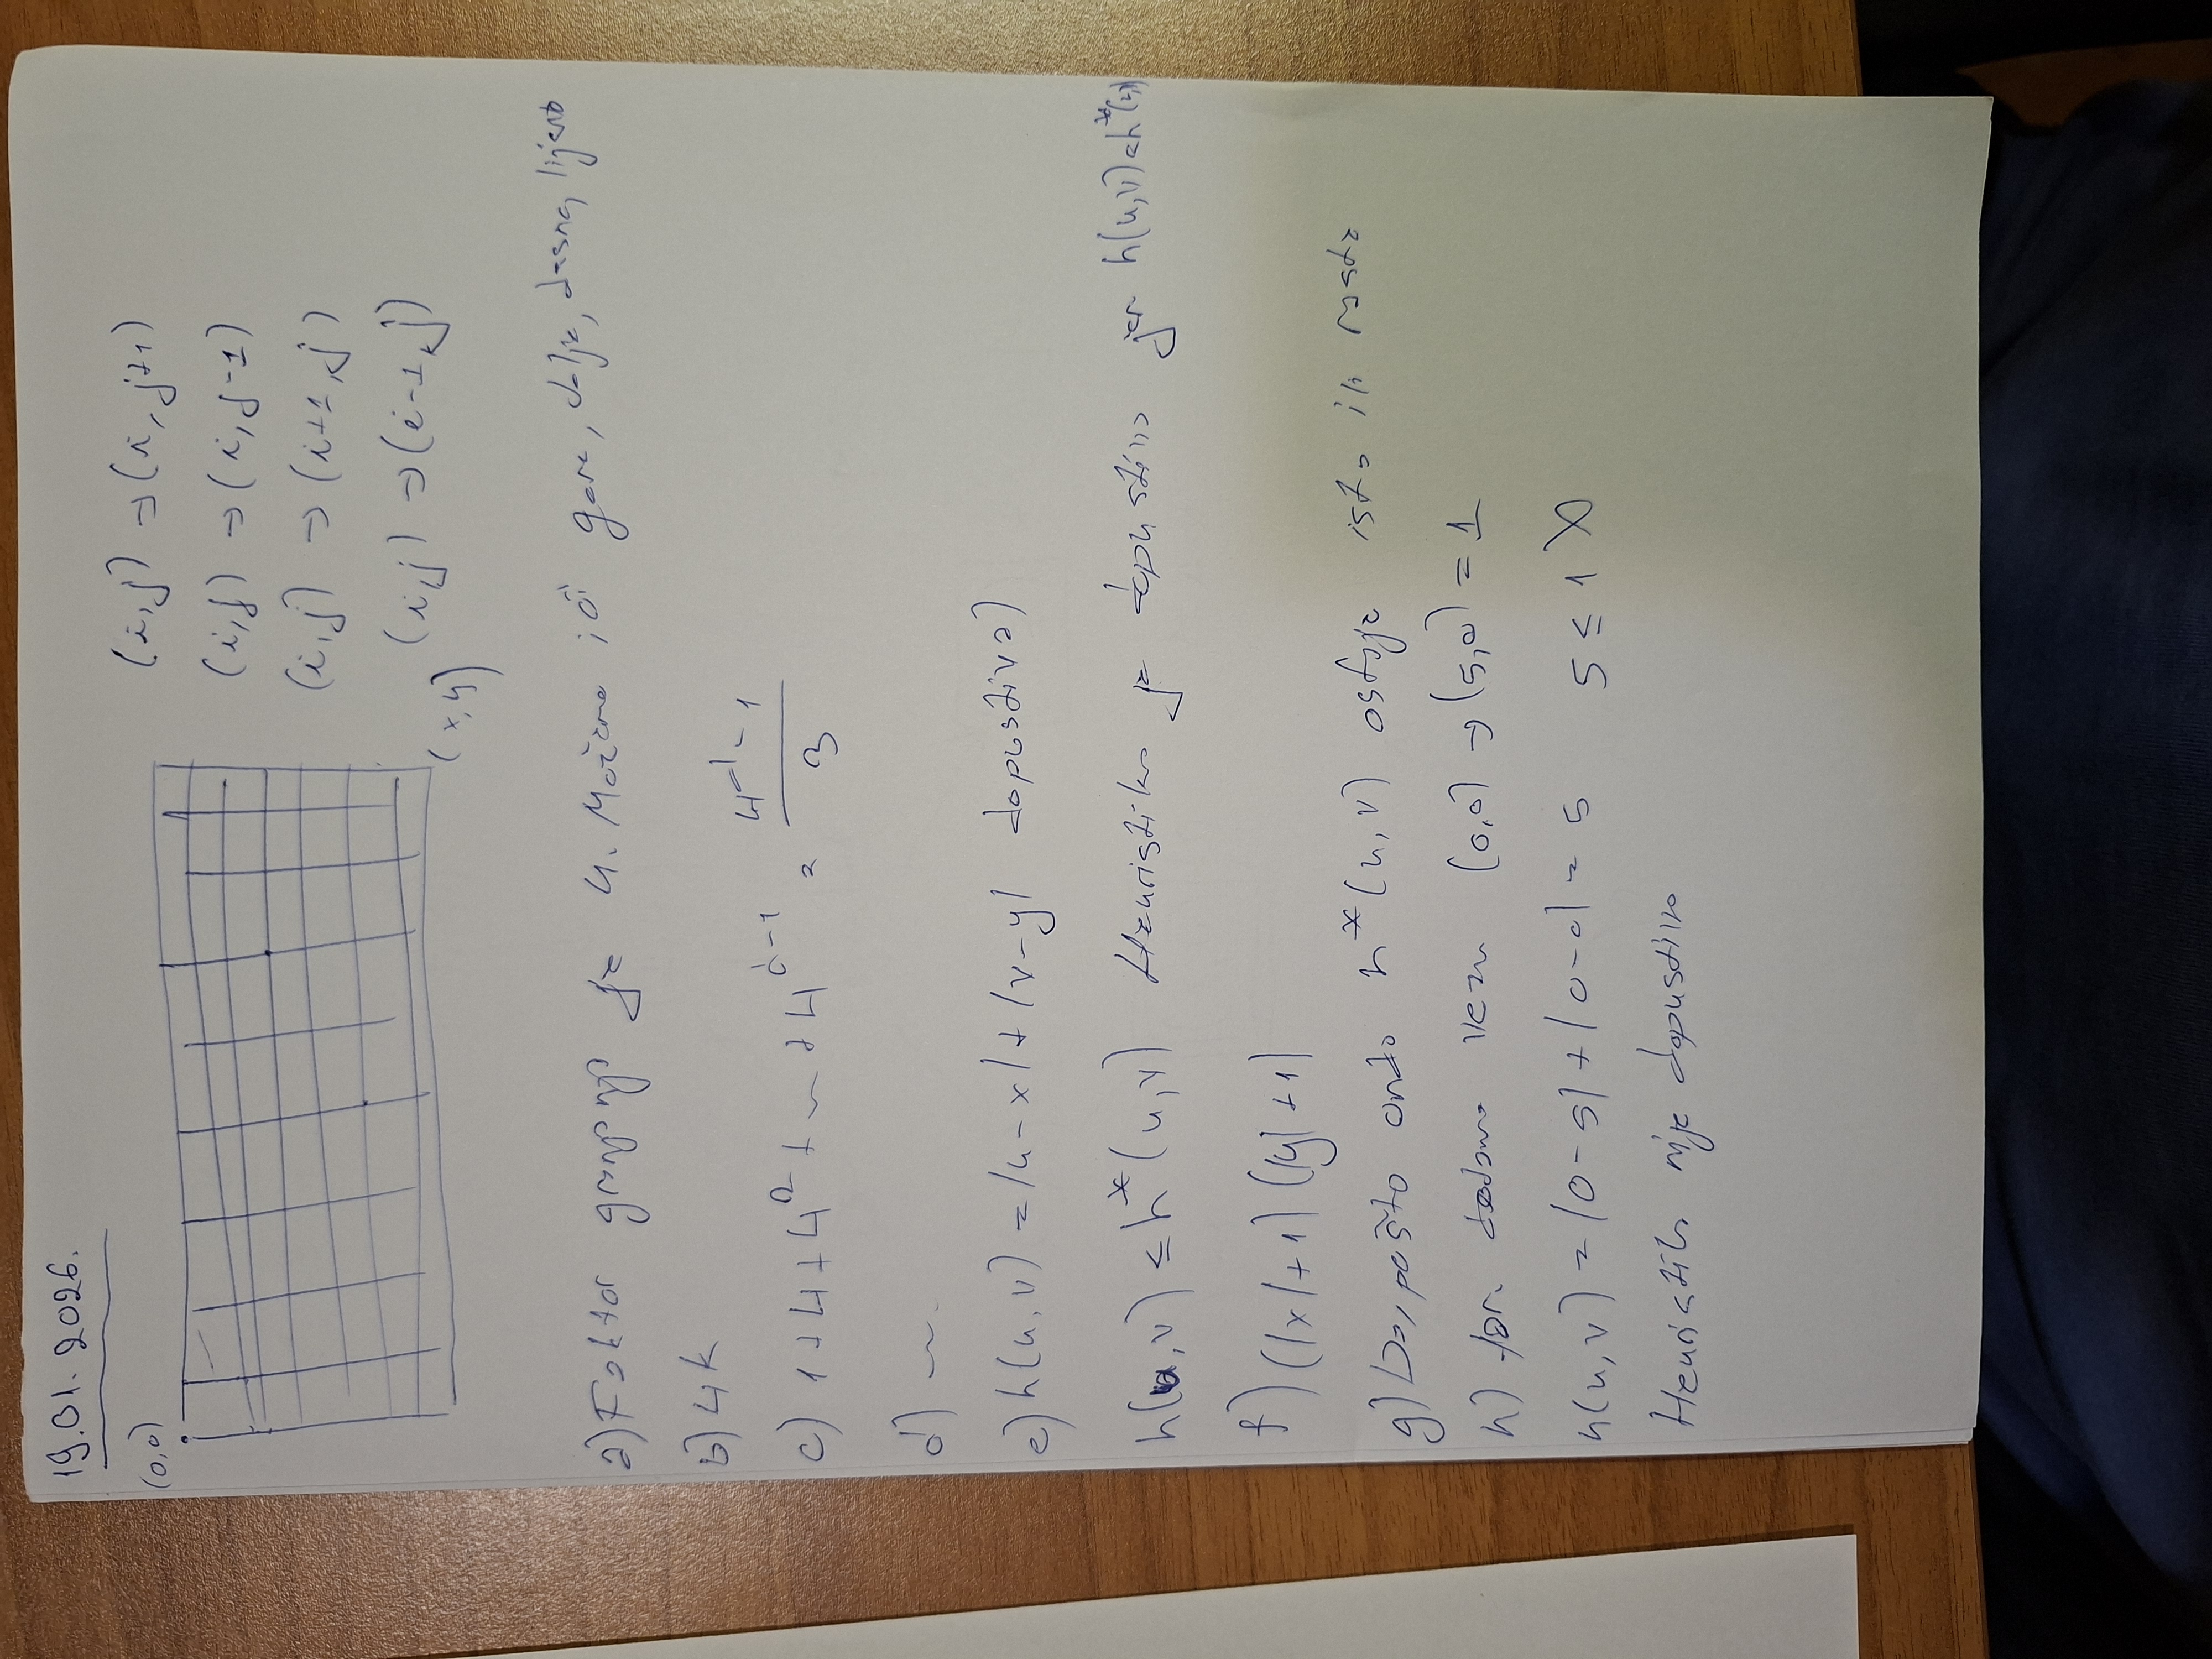 19.01.2026.
(0,0)
(i,j) → (i, j+1)
(i,j) → (i, j-1)
(i,j) → (i+1, j)
(i,j) → (i-1, j)
(x,y)
a) Faktor grananja je 4. Možemo ići gore, dolje, desno, lijevo
b) 4k
c) 1 + 4 + 4² + ... + 4^(d-1) = (4^d - 1) / 3
d) ...
e) h(u,v) = |u-x| + |v-y| dopustiva)
h(u,v) ≤ h*(u,v) Heuristika je dopustiva jer h(u,v) ≤ h*(u,v)
f) (|x|+1) (|y|+1)
g) Da, pošto onda h*(u,v) ostaje isto ili raste
h) dodamo vezu (0,0) → (5,0) = 1
h(u,v) = |0-5| + |0-0| = 5 5 ≤ 1 X
Heuristika nije dopustiva